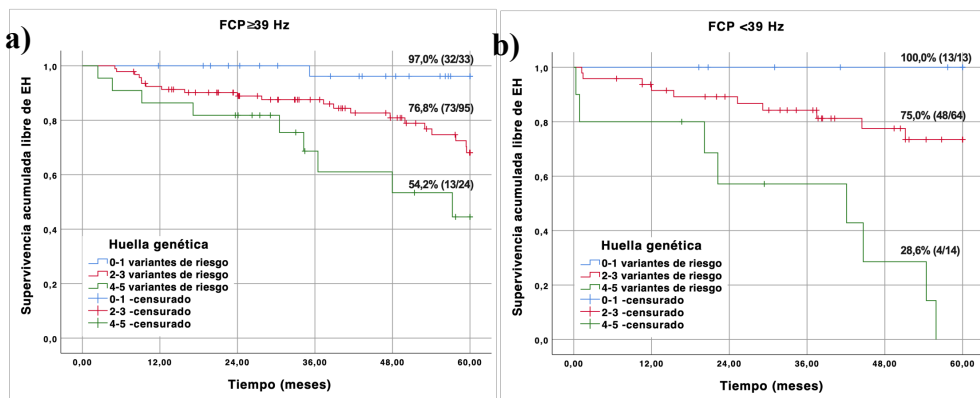 a)
FCP≥39 Hz
Supervivencia acumulada libre de EH
1,0
0,8
0,6
0,4
0,2
0,0
97,0% (32/33)
76,8% (73/95)
54,2% (13/24)
Huella genética
0-1 variantes de riesgo
2-3 variantes de riesgo
4-5 variantes de riesgo
0-1 -censurado
2-3 -censurado
4-5 -censurado
0,00 12,00 24,00 36,00 48,00 60,00
Tiempo (meses)
b)
FCP <39 Hz
Supervivencia acumulada libre de EH
1,0
0,8
0,6
0,4
0,2
0,0
100,0% (13/13)
75,0% (48/64)
28,6% (4/14)
Huella genética
0-1 variantes de riesgo
2-3 variantes de riesgo
4-5 variantes de riesgo
0-1 -censurado
2-3 -censurado
4-5 -censurado
0,00 12,00 24,00 36,00 48,00 60,00
Tiempo (meses)